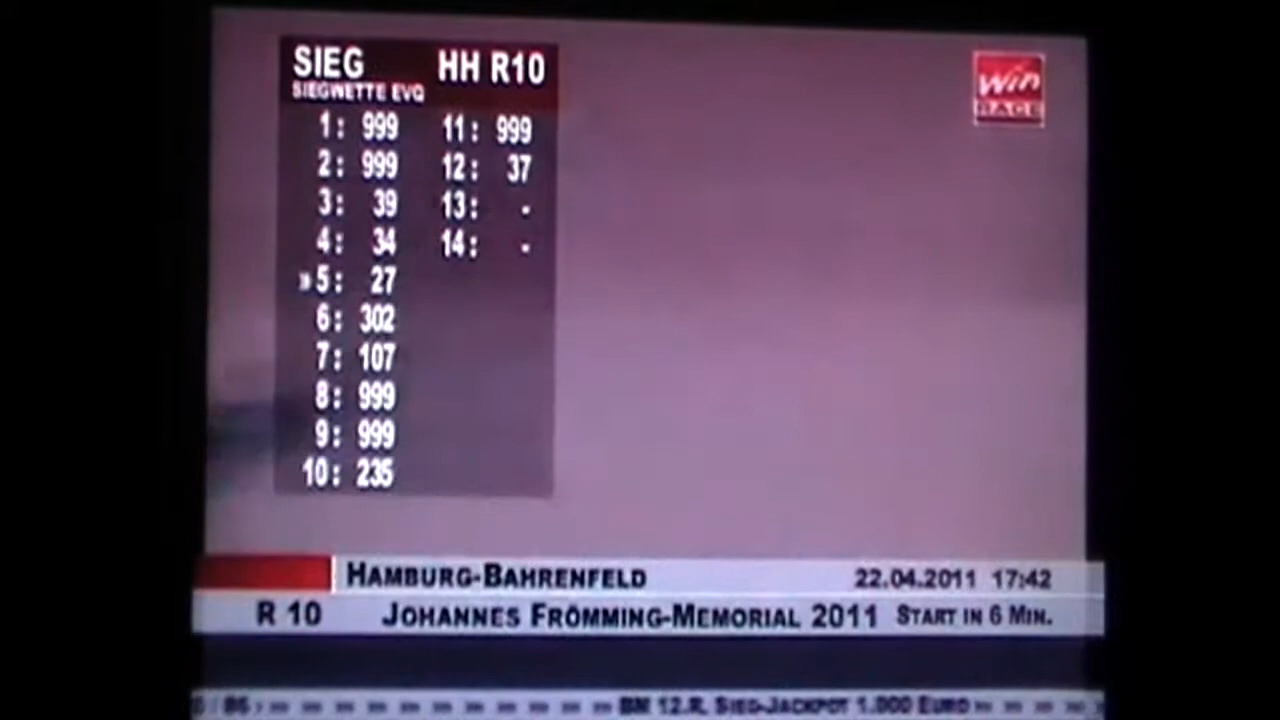 SIEG HH R10
SIEGWETTE EVQ
1: 999 11: 999
2: 999 12: 37
3: 39 13: -
4: 34 14: -
»5: 27
6: 302
7: 107
8: 999
9: 999
10: 235
Win
RACE
HAMBURG-BAHRENFELD 22.04.2011 17:42
R 10 JOHANNES FRÖMMING-MEMORIAL 2011 START IN 6 MIN.
BM 12.R. SIEG-JACKPOT 1.000 EURO